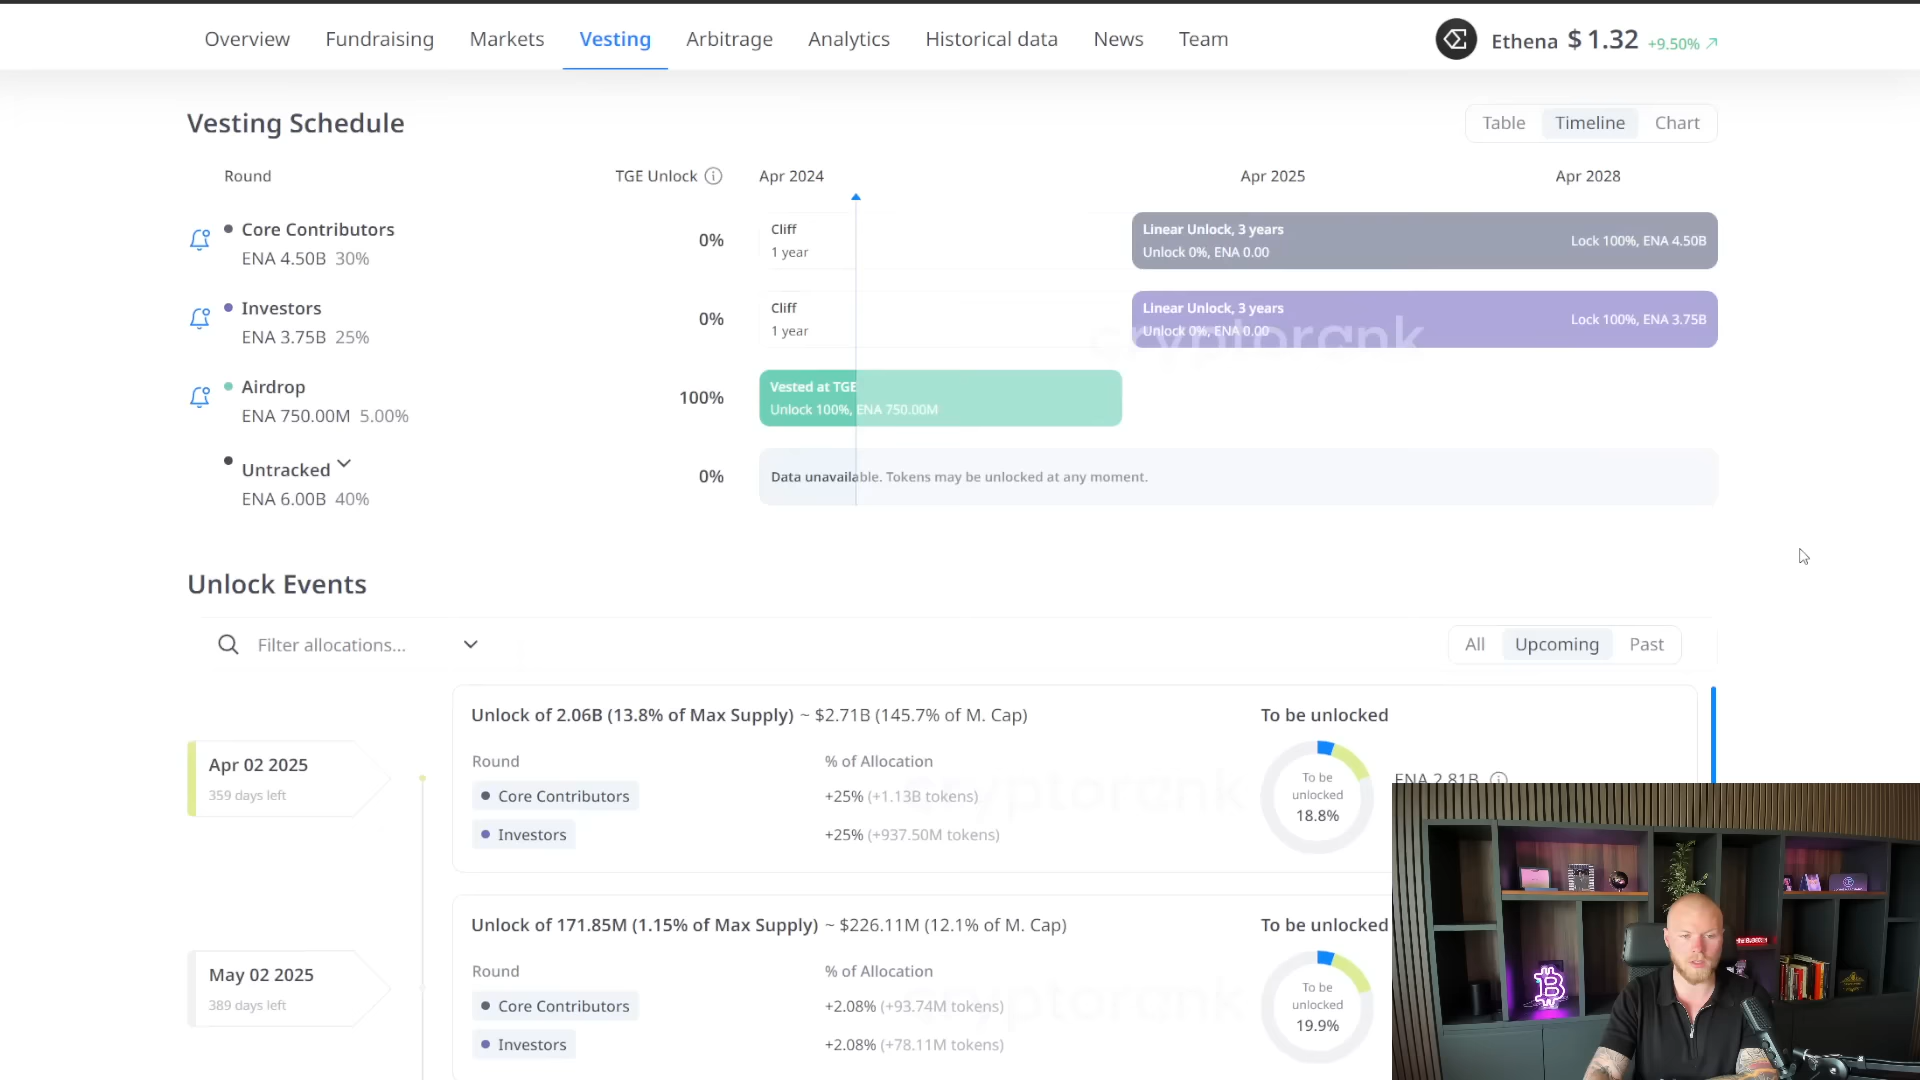 Overview Fundraising Markets Vesting Arbitrage Analytics Historical data News Team Ethena $ 1.32 +9.50%
Vesting Schedule Table Timeline Chart
Round TGE Unlock Apr 2024 Apr 2025 Apr 2028
Core Contributors
ENA 4.50B 30%
0%
Cliff
1 year
Linear Unlock, 3 years
Unlock 0%, ENA 0.00
Lock 100%, ENA 4.50B
Investors
ENA 3.75B 25%
0%
Cliff
1 year
Linear Unlock, 3 years
Unlock 0%, ENA 0.00
Lock 100%, ENA 3.75B
cryptorank
Airdrop
ENA 750.00M 5.00%
100%
Vested at TGE
Unlock 100%, ENA 750.00M
Untracked
ENA 6.00B 40%
0%
Data unavailable. Tokens may be unlocked at any moment.
Unlock Events
Filter allocations... All Upcoming Past
Apr 02 2025
359 days left
Unlock of 2.06B (13.8% of Max Supply) ~ $2.71B (145.7% of M. Cap)
Round % of Allocation
Core Contributors +25% (+1.13B tokens)
Investors +25% (+937.50M tokens)
cryptorank
To be unlocked
To be
unlocked
18.8%
ENA 2.81B
May 02 2025
389 days left
Unlock of 171.85M (1.15% of Max Supply) ~ $226.11M (12.1% of M. Cap)
Round % of Allocation
Core Contributors +2.08% (+93.74M tokens)
Investors +2.08% (+78.11M tokens)
cryptorank
To be unlocked
To be
unlocked
19.9%